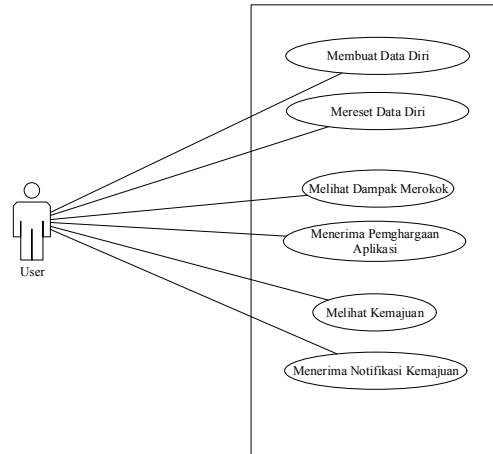 Membuat Data Diri
Mereset Data Diri
Melihat Dampak Merokok
Menerima Pemghargaan
Aplikasi
User
Melihat Kemajuan
Menerima Notifikasi Kemajuan